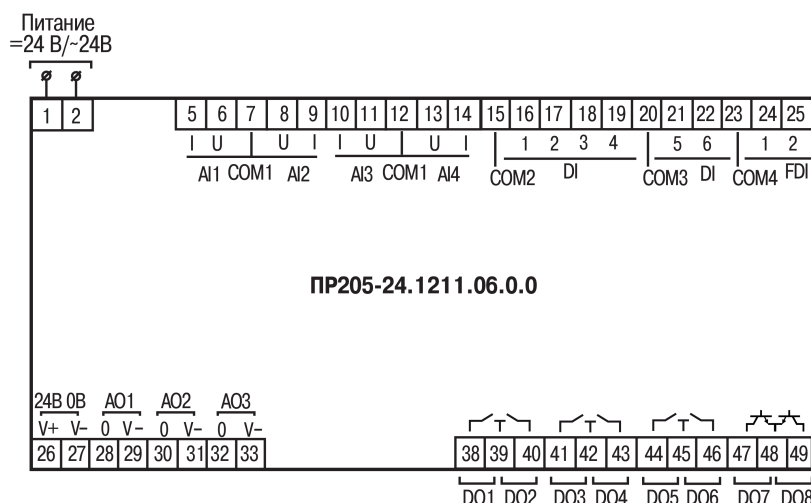 Питание
=24 В/~24В
1 2 5 6 7 8 9 10 11 12 13 14 15 16 17 18 19 20 21 22 23 24 25
I U U I I U U I 1 2 3 4 5 6 1 2
AI1 COM1 AI2 AI3 COM1 AI4 COM2 DI COM3 DI COM4 FDI
ПР205-24.1211.06.0.0
24В 0В AO1 AO2 AO3
V+ V- 0 V- 0 V- 0 V-
26 27 28 29 30 31 32 33 38 39 40 41 42 43 44 45 46 47 48 49
DO1 DO2 DO3 DO4 DO5 DO6 DO7 DO8